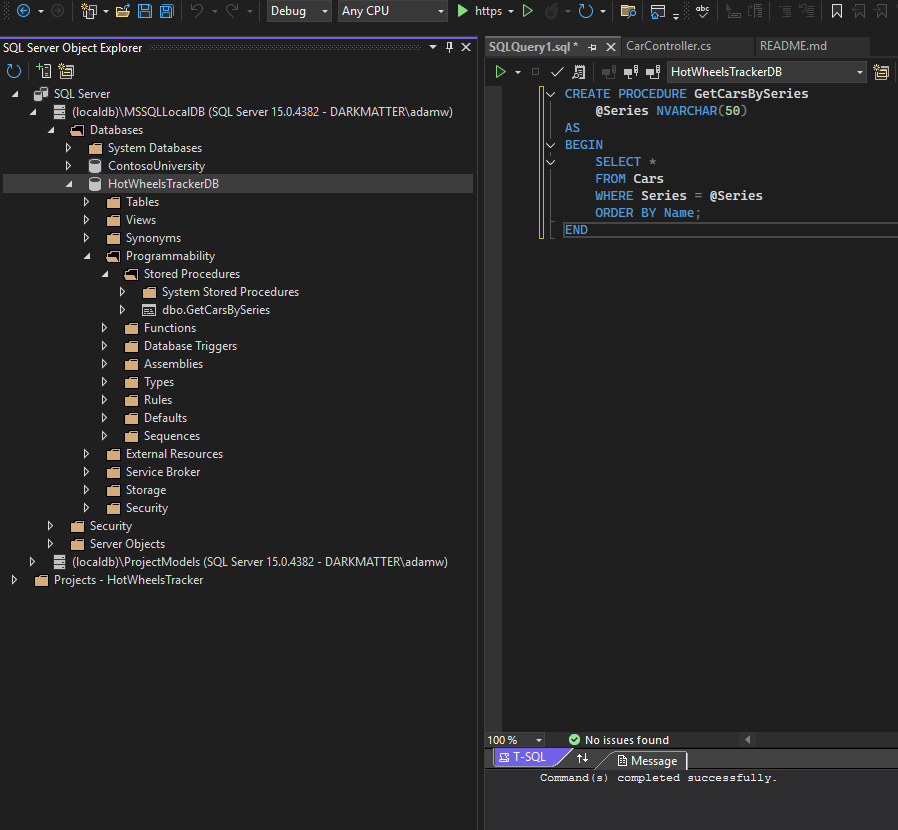 Debug
Any CPU
https
abc
SQL Server Object Explorer
SQL Server
(localdb)\MSSQLLocalDB (SQL Server 15.0.4382 - DARKMATTER\adamw)
Databases
System Databases
ContosoUniversity
HotWheelsTrackerDB
Tables
Views
Synonyms
Programmability
Stored Procedures
System Stored Procedures
dbo.GetCarsBySeries
Functions
Database Triggers
Assemblies
Types
Rules
Defaults
Sequences
External Resources
Service Broker
Storage
Security
Security
Server Objects
(localdb)\ProjectModels (SQL Server 15.0.4382 - DARKMATTER\adamw)
Projects - HotWheelsTracker
SQLQuery1.sql *
CarController.cs
README.md
HotWheelsTrackerDB
CREATE PROCEDURE GetCarsBySeries
@Series NVARCHAR(50)
AS
BEGIN
SELECT *
FROM Cars
WHERE Series = @Series
ORDER BY Name;
END
100 %
No issues found
T-SQL
Message
Command(s) completed successfully.